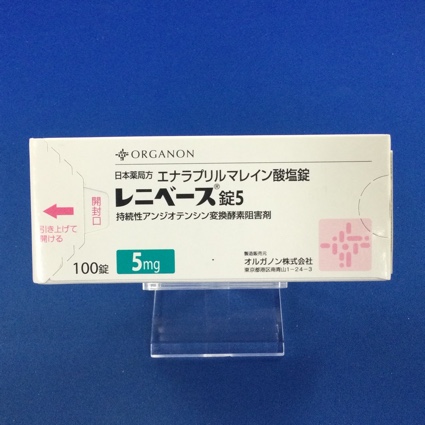 ORGANON
日本薬局方 エナラプリルマレイン酸塩錠
レニベース®錠5
持続性アンジオテンシン変換酵素阻害剤
開封口
引き上げて
開ける
100錠
5mg
製造販売元
オルガノン株式会社
東京都港区南青山1-24-3